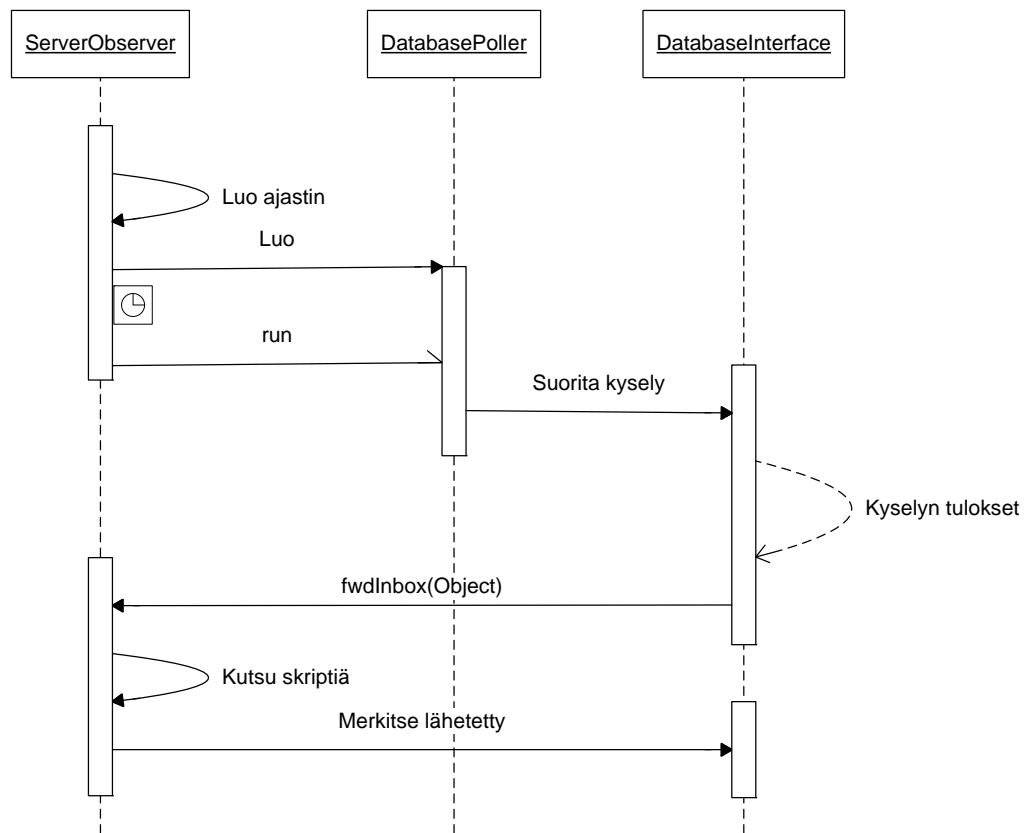 ServerObserver
DatabasePoller
DatabaseInterface
Luo ajastin
Luo
run
Suorita kysely
Kyselyn tulokset
fwdInbox(Object)
Kutsu skriptiä
Merkitse lähetetty